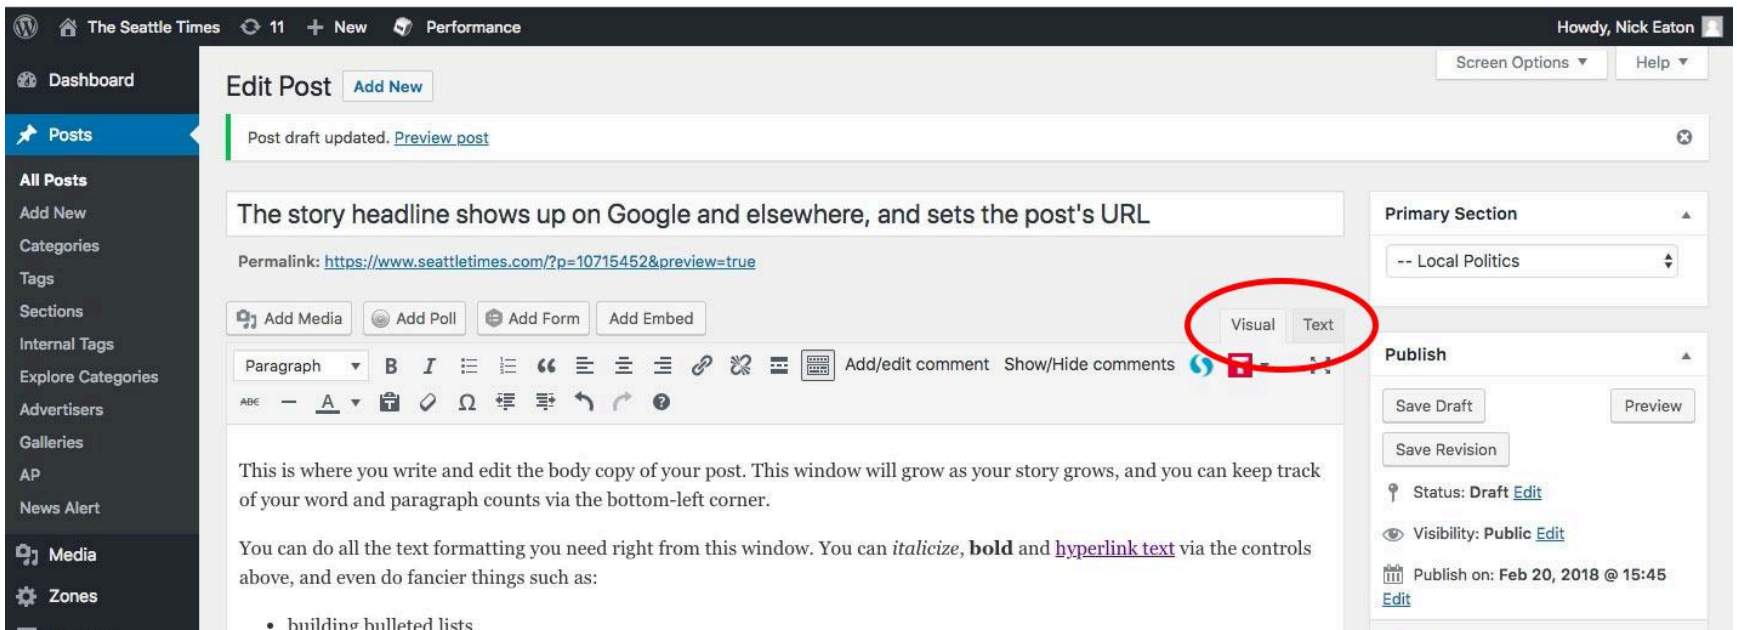 The Seattle Times 11 New Performance Howdy, Nick Eaton
Dashboard
Posts
All Posts
Add New
Categories
Tags
Sections
Internal Tags
Explore Categories
Advertisers
Galleries
AP
News Alert
Media
Zones
Screen Options Help
Edit Post Add New
Post draft updated. Preview post
The story headline shows up on Google and elsewhere, and sets the post's URL
Permalink: https://www.seattletimes.com/?p=10715452&preview=true
Add Media Add Poll Add Form Add Embed Visual Text
Paragraph B I Add/edit comment Show/Hide comments
ABC A Ω
This is where you write and edit the body copy of your post. This window will grow as your story grows, and you can keep track
of your word and paragraph counts via the bottom-left corner.
You can do all the text formatting you need right from this window. You can italicize, bold and hyperlink text via the controls
above, and even do fancier things such as:
• building bulleted lists
Primary Section
-- Local Politics
Publish
Save Draft Preview
Save Revision
Status: Draft Edit
Visibility: Public Edit
Publish on: Feb 20, 2018 @ 15:45
Edit